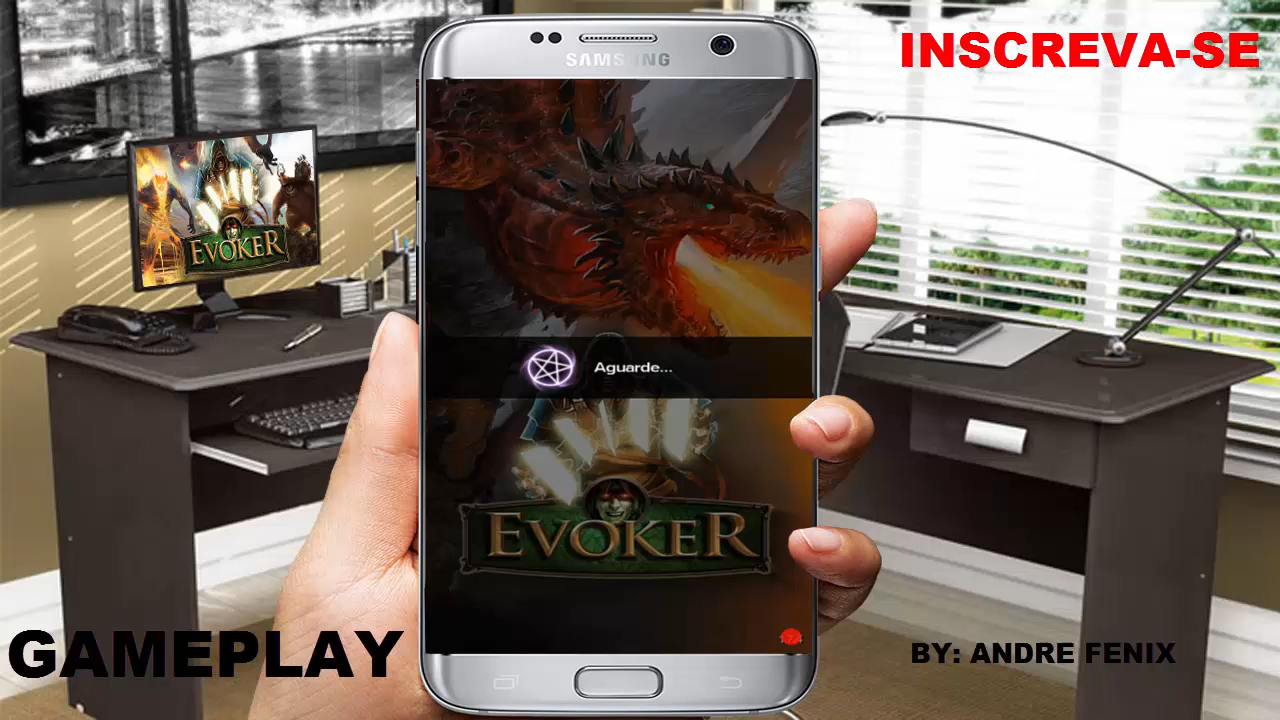 INSCREVA-SE
SAMSUNG
EVOKER
Aguarde...
EVOKER
GAMEPLAY
BY: ANDRE FENIX